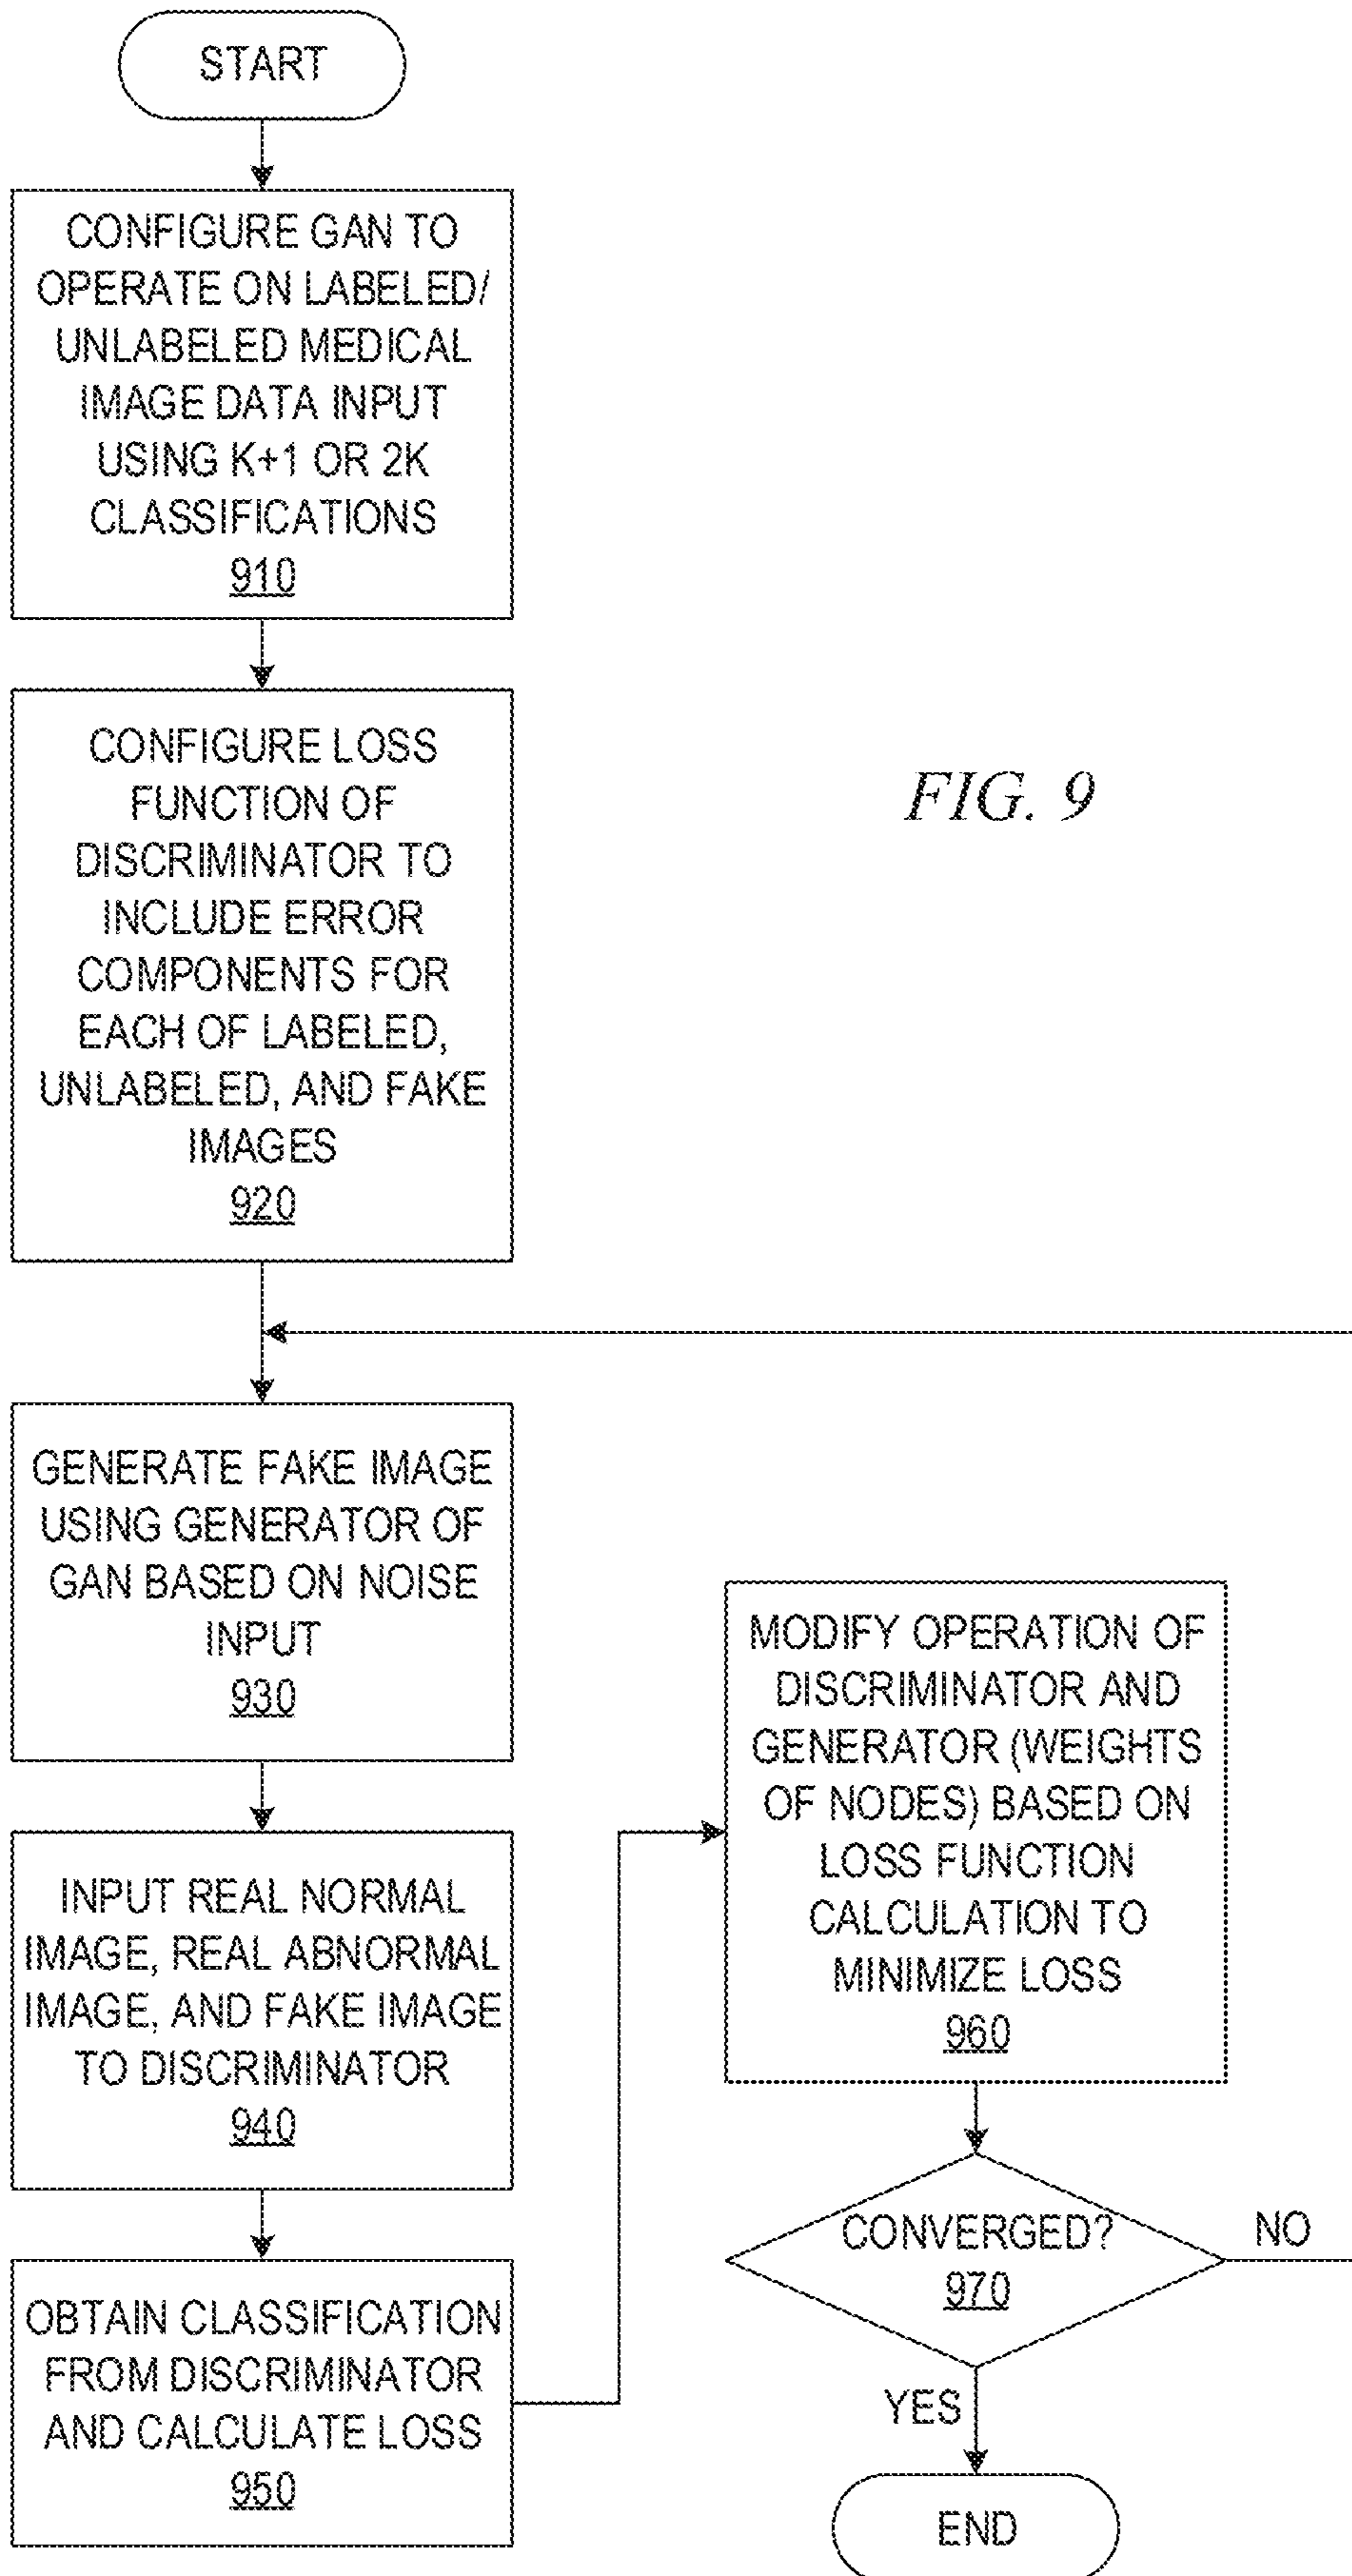 START
CONFIGURE GAN TO
OPERATE ON LABELED/
UNLABELED MEDICAL
IMAGE DATA INPUT
USING K+1 OR 2K
CLASSIFICATIONS
910
CONFIGURE LOSS
FUNCTION OF
DISCRIMINATOR TO
INCLUDE ERROR
COMPONENTS FOR
EACH OF LABELED,
UNLABELED, AND FAKE
IMAGES
920
FIG. 9
GENERATE FAKE IMAGE
USING GENERATOR OF
GAN BASED ON NOISE
INPUT
930
INPUT REAL NORMAL
IMAGE, REAL ABNORMAL
IMAGE, AND FAKE IMAGE
TO DISCRIMINATOR
940
OBTAIN CLASSIFICATION
FROM DISCRIMINATOR
AND CALCULATE LOSS
950
MODIFY OPERATION OF
DISCRIMINATOR AND
GENERATOR (WEIGHTS
OF NODES) BASED ON
LOSS FUNCTION
CALCULATION TO
MINIMIZE LOSS
960
CONVERGED?
970
NO
YES
END